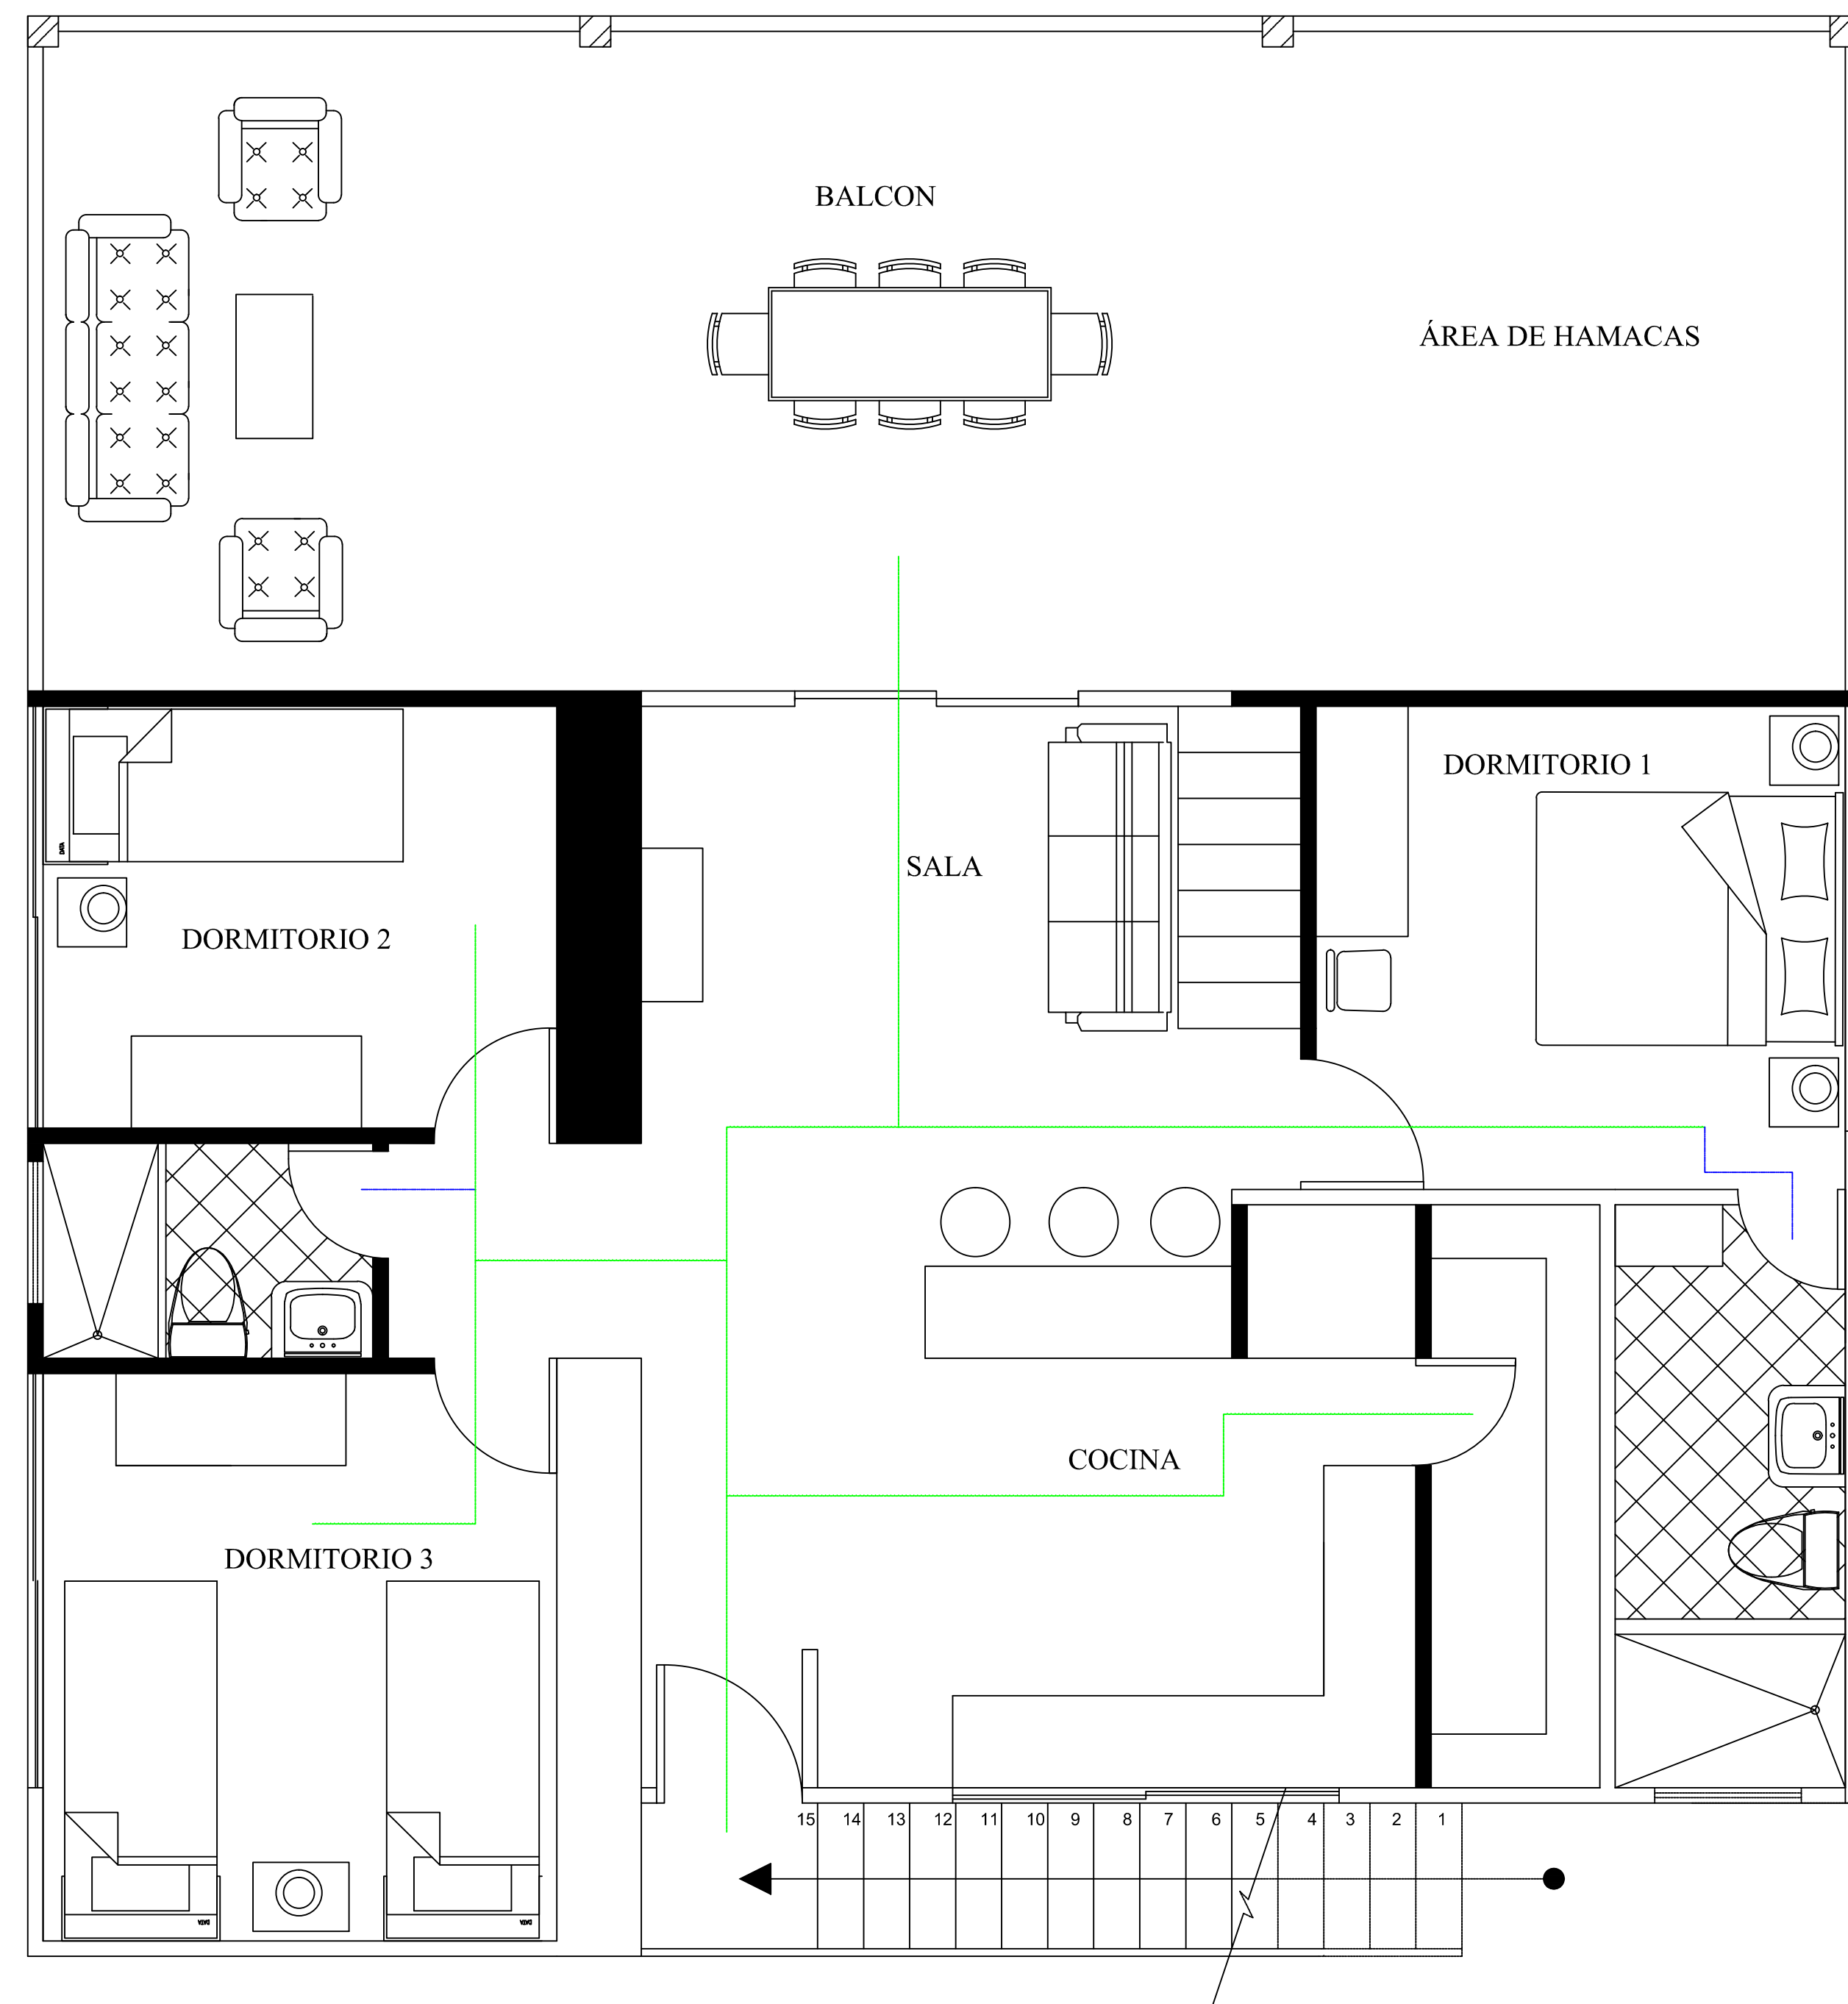 BALCON
ÁREA DE HAMACAS
DORMITORIO 1
SALA
DORMITORIO 2
COCINA
DORMITORIO 3
15 14 13 12 11 10 9 8 7 6 5 4 3 2 1